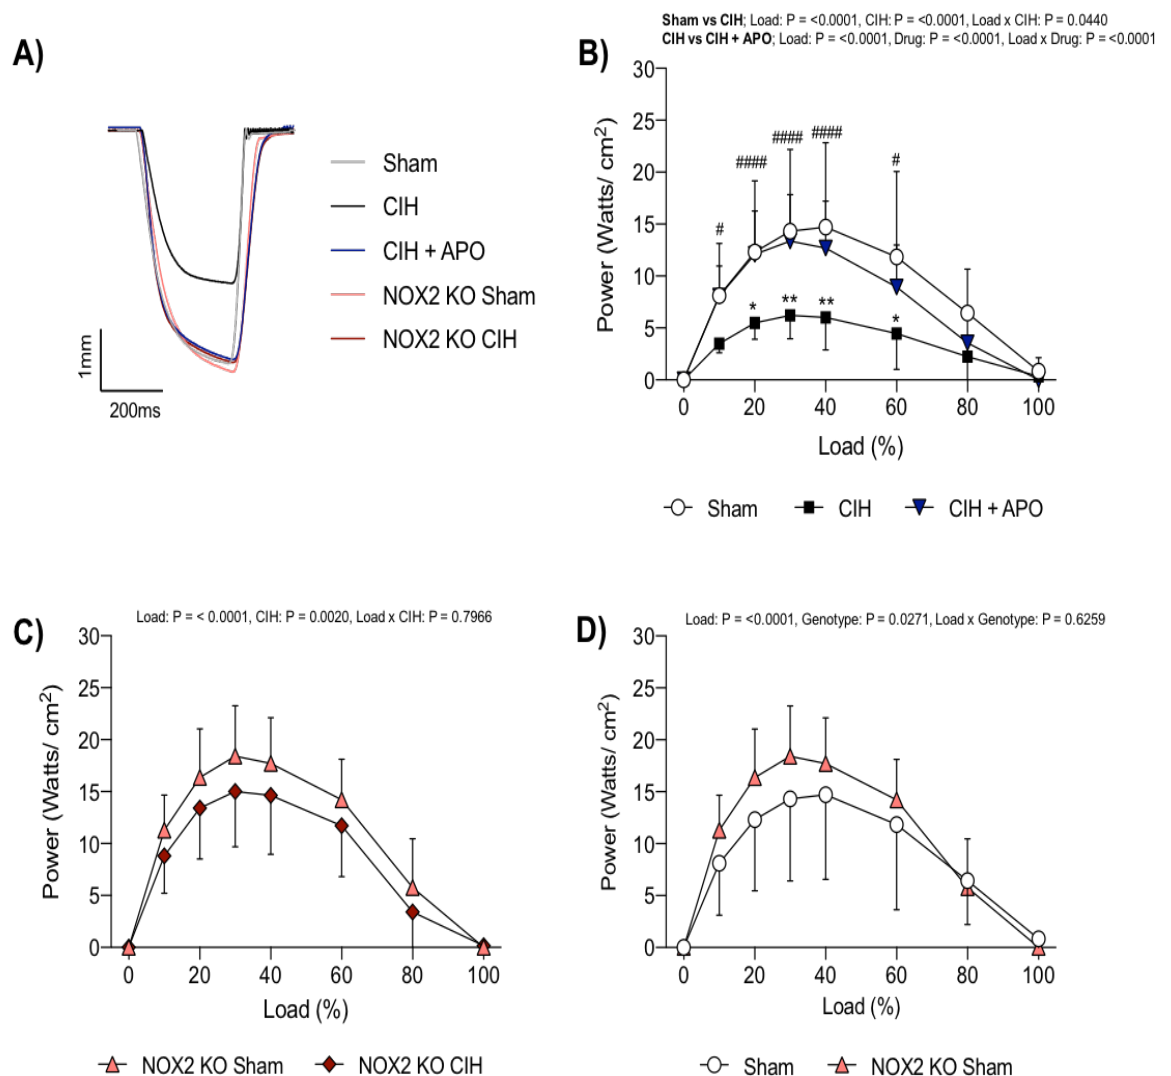 A)
Sham
CIH
CIH + APO
NOX2 KO Sham
NOX2 KO CIH
1mm
200ms
Sham vs CIH; Load: P = <0.0001, CIH: P = <0.0001, Load x CIH: P = 0.0440
CIH vs CIH + APO; Load: P = <0.0001, Drug: P = <0.0001, Load x Drug: P = <0.0001
B)
Power (Watts/ cm²)
30
25
20
15
10
5
0
# #### #### #### #
* ** ** *
0 20 40 60 80 100
Load (%)
Sham CIH CIH + APO
C)
Load: P = < 0.0001, CIH: P = 0.0020, Load x CIH: P = 0.7966
Power (Watts/ cm²)
30
25
20
15
10
5
0
0 20 40 60 80 100
Load (%)
NOX2 KO Sham NOX2 KO CIH
D)
Load: P = <0.0001, Genotype: P = 0.0271, Load x Genotype: P = 0.6259
Power (Watts/ cm²)
30
25
20
15
10
5
0
0 20 40 60 80 100
Load (%)
Sham NOX2 KO Sham